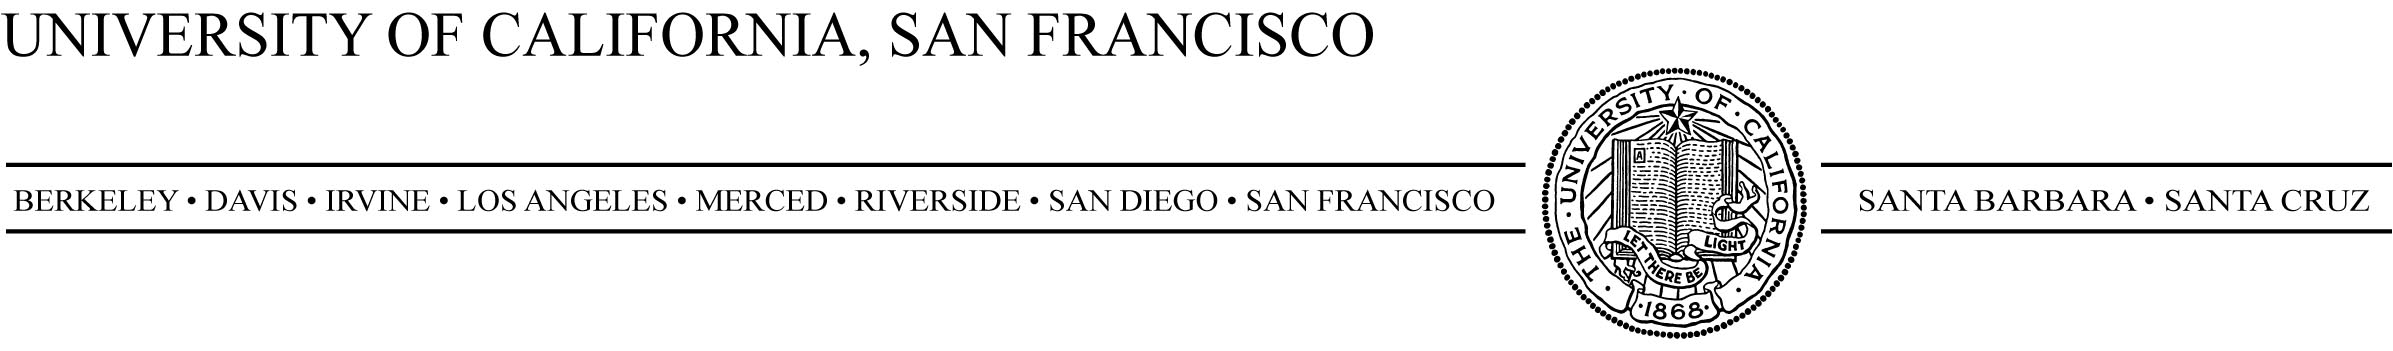 UNIVERSITY OF CALIFORNIA, SAN FRANCISCO
BERKELEY • DAVIS • IRVINE • LOS ANGELES • MERCED • RIVERSIDE • SAN DIEGO • SAN FRANCISCO
THE · UNIVERSITY · OF · CALIFORNIA
A
LET THERE BE LIGHT
·1868·
SANTA BARBARA • SANTA CRUZ